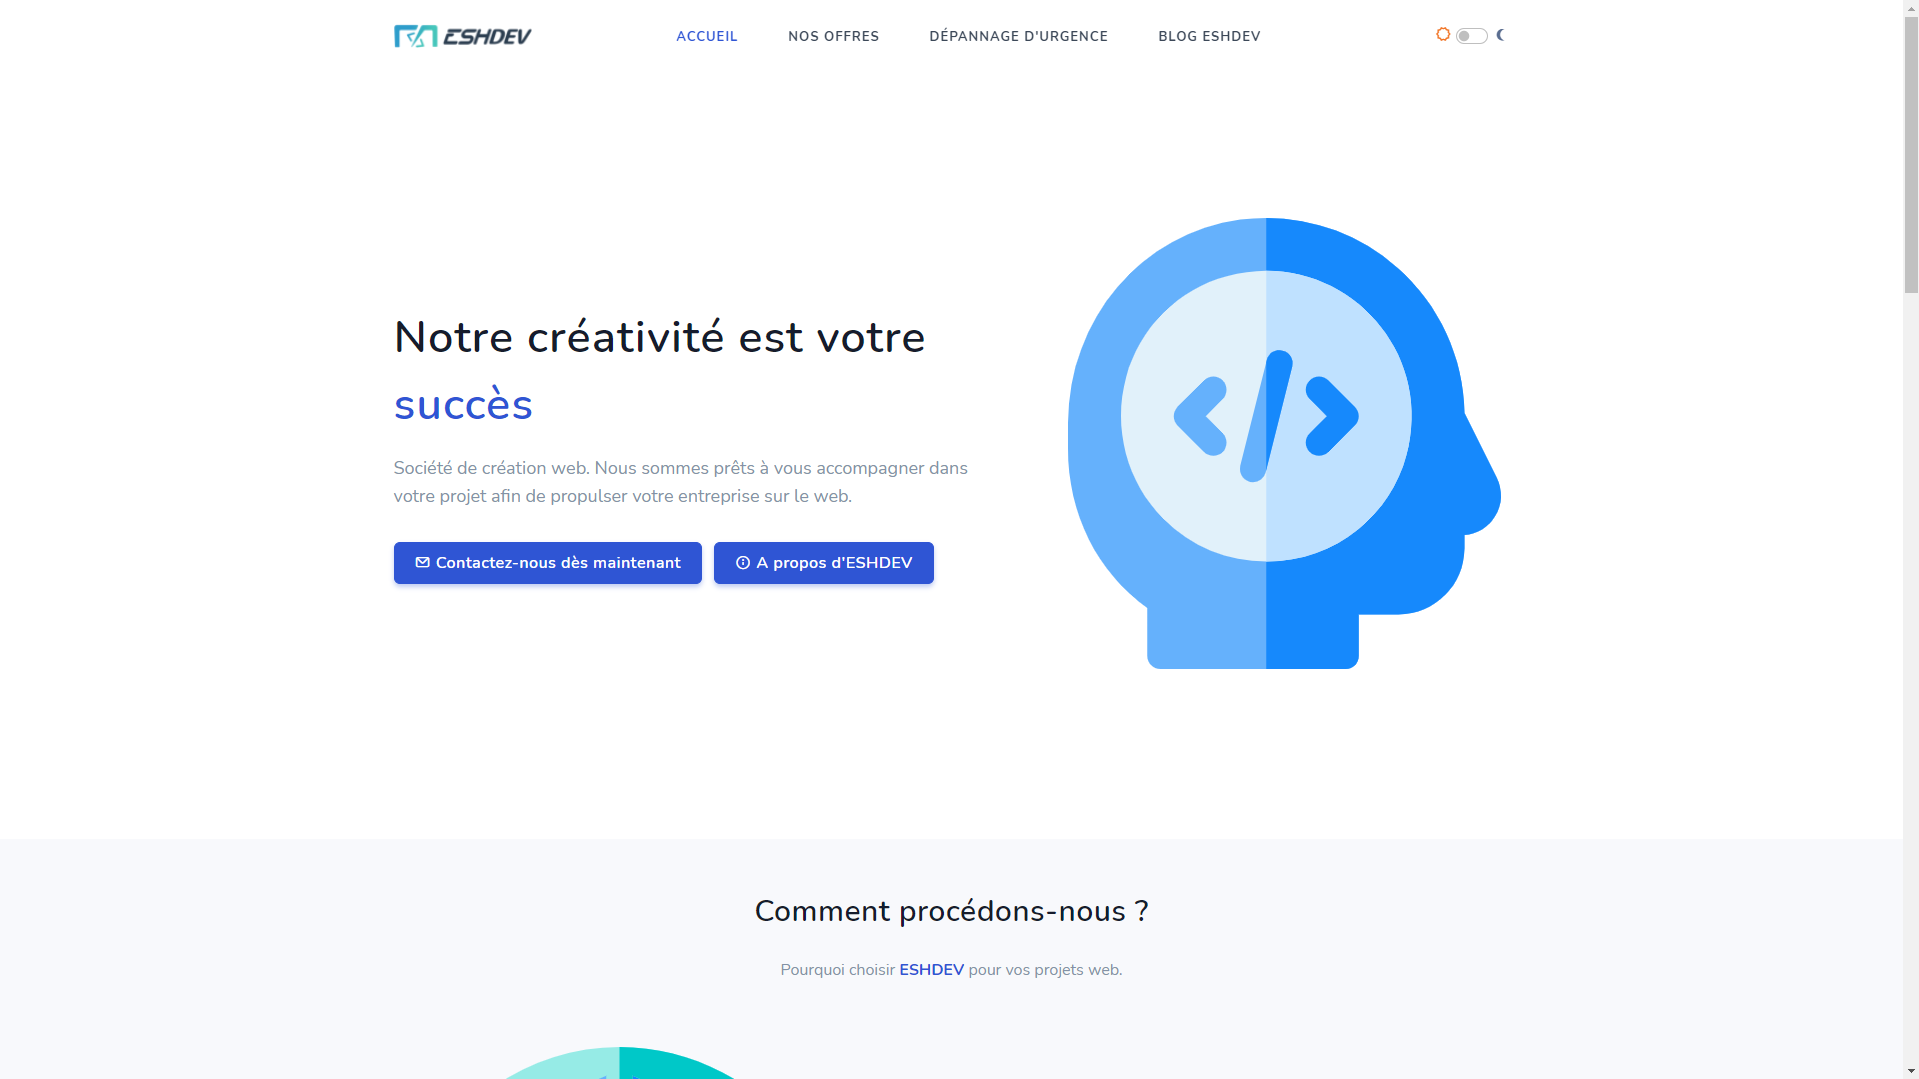 ESHDEV
ACCUEIL
NOS OFFRES
DÉPANNAGE D'URGENCE
BLOG ESHDEV
Notre créativité est votre
succès
Société de création web. Nous sommes prêts à vous accompagner dans
votre projet afin de propulser votre entreprise sur le web.
Contactez-nous dès maintenant
A propos d'ESHDEV
Comment procédons-nous ?
Pourquoi choisir ESHDEV pour vos projets web.